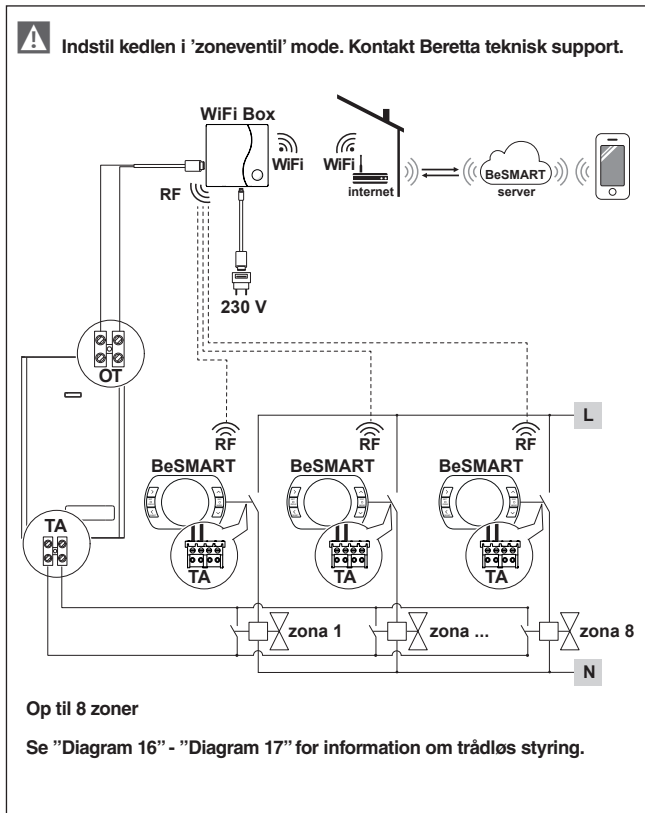 Indstil kedlen i 'zoneventil' mode. Kontakt Beretta teknisk support.
WiFi Box
WiFi
WiFi
internet
BeSMART
server
RF
230 V
OT
L
RF
RF
RF
BeSMART
BeSMART
BeSMART
TA
TA
TA
TA
zona 1
zona ...
zona 8
N
Op til 8 zoner
Se ”Diagram 16” - ”Diagram 17” for information om trådløs styring.